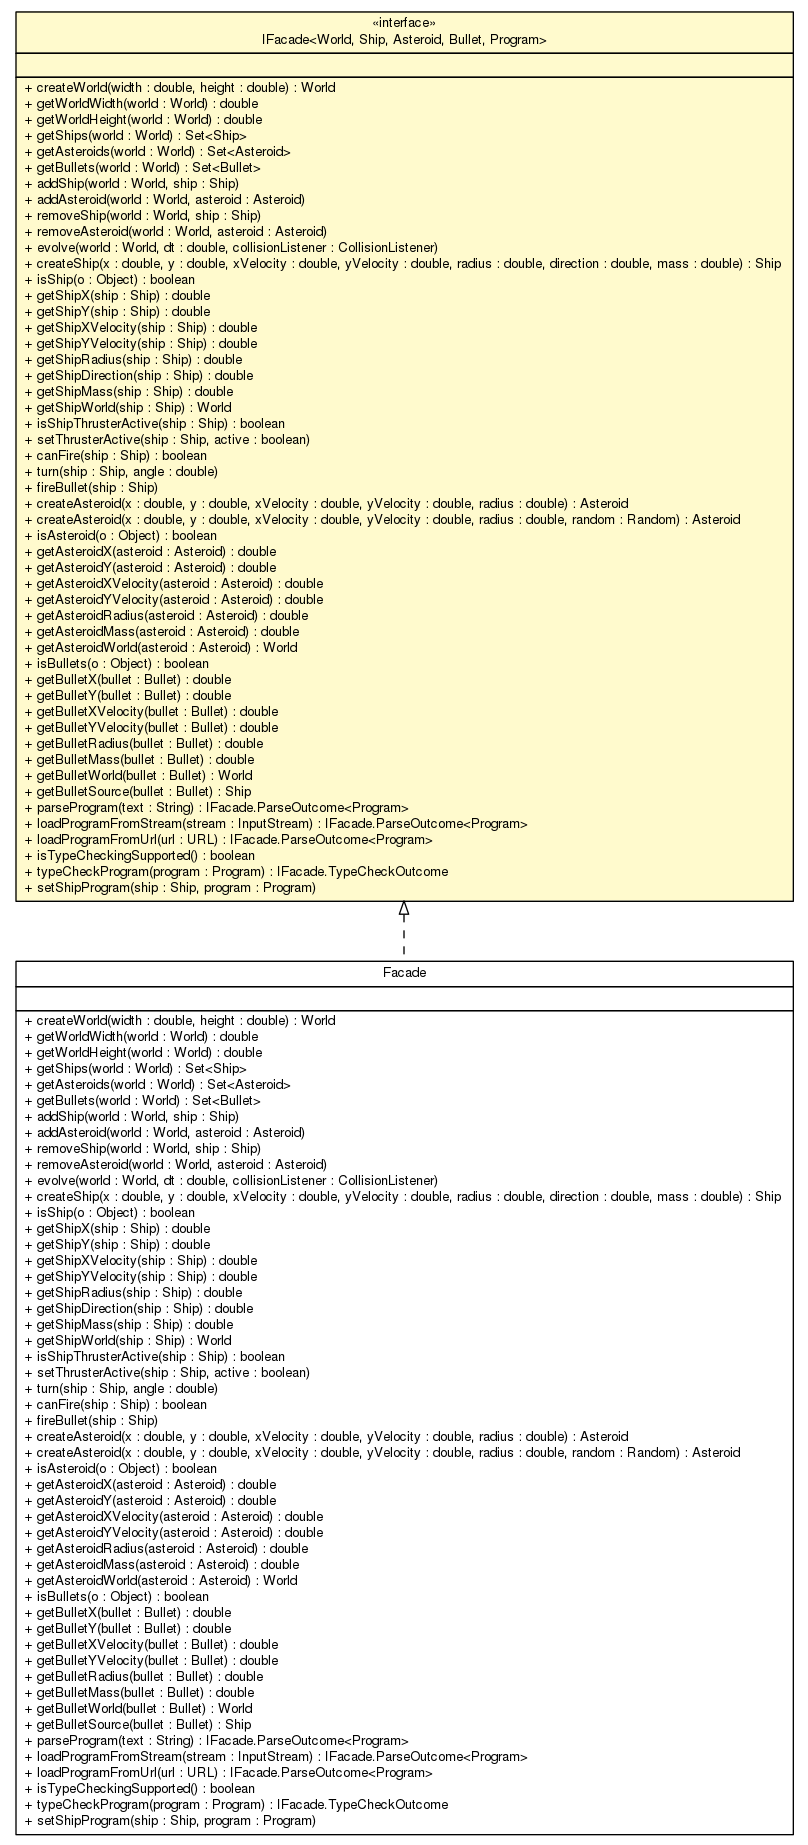 «interface»
IFacade<World, Ship, Asteroid, Bullet, Program>
+ createWorld(width : double, height : double) : World
+ getWorldWidth(world : World) : double
+ getWorldHeight(world : World) : double
+ getShips(world : World) : Set<Ship>
+ getAsteroids(world : World) : Set<Asteroid>
+ getBullets(world : World) : Set<Bullet>
+ addShip(world : World, ship : Ship)
+ addAsteroid(world : World, asteroid : Asteroid)
+ removeShip(world : World, ship : Ship)
+ removeAsteroid(world : World, asteroid : Asteroid)
+ evolve(world : World, dt : double, collisionListener : CollisionListener)
+ createShip(x : double, y : double, xVelocity : double, yVelocity : double, radius : double, direction : double, mass : double) : Ship
+ isShip(o : Object) : boolean
+ getShipX(ship : Ship) : double
+ getShipY(ship : Ship) : double
+ getShipXVelocity(ship : Ship) : double
+ getShipYVelocity(ship : Ship) : double
+ getShipRadius(ship : Ship) : double
+ getShipDirection(ship : Ship) : double
+ getShipMass(ship : Ship) : double
+ getShipWorld(ship : Ship) : World
+ isShipThrusterActive(ship : Ship) : boolean
+ setThrusterActive(ship : Ship, active : boolean)
+ canFire(ship : Ship) : boolean
+ turn(ship : Ship, angle : double)
+ fireBullet(ship : Ship)
+ createAsteroid(x : double, y : double, xVelocity : double, yVelocity : double, radius : double) : Asteroid
+ createAsteroid(x : double, y : double, xVelocity : double, yVelocity : double, radius : double, random : Random) : Asteroid
+ isAsteroid(o : Object) : boolean
+ getAsteroidX(asteroid : Asteroid) : double
+ getAsteroidY(asteroid : Asteroid) : double
+ getAsteroidXVelocity(asteroid : Asteroid) : double
+ getAsteroidYVelocity(asteroid : Asteroid) : double
+ getAsteroidRadius(asteroid : Asteroid) : double
+ getAsteroidMass(asteroid : Asteroid) : double
+ getAsteroidWorld(asteroid : Asteroid) : World
+ isBullets(o : Object) : boolean
+ getBulletX(bullet : Bullet) : double
+ getBulletY(bullet : Bullet) : double
+ getBulletXVelocity(bullet : Bullet) : double
+ getBulletYVelocity(bullet : Bullet) : double
+ getBulletRadius(bullet : Bullet) : double
+ getBulletMass(bullet : Bullet) : double
+ getBulletWorld(bullet : Bullet) : World
+ getBulletSource(bullet : Bullet) : Ship
+ parseProgram(text : String) : IFacade.ParseOutcome<Program>
+ loadProgramFromStream(stream : InputStream) : IFacade.ParseOutcome<Program>
+ loadProgramFromUrl(url : URL) : IFacade.ParseOutcome<Program>
+ isTypeCheckingSupported() : boolean
+ typeCheckProgram(program : Program) : IFacade.TypeCheckOutcome
+ setShipProgram(ship : Ship, program : Program)
Facade
+ createWorld(width : double, height : double) : World
+ getWorldWidth(world : World) : double
+ getWorldHeight(world : World) : double
+ getShips(world : World) : Set<Ship>
+ getAsteroids(world : World) : Set<Asteroid>
+ getBullets(world : World) : Set<Bullet>
+ addShip(world : World, ship : Ship)
+ addAsteroid(world : World, asteroid : Asteroid)
+ removeShip(world : World, ship : Ship)
+ removeAsteroid(world : World, asteroid : Asteroid)
+ evolve(world : World, dt : double, collisionListener : CollisionListener)
+ createShip(x : double, y : double, xVelocity : double, yVelocity : double, radius : double, direction : double, mass : double) : Ship
+ isShip(o : Object) : boolean
+ getShipX(ship : Ship) : double
+ getShipY(ship : Ship) : double
+ getShipXVelocity(ship : Ship) : double
+ getShipYVelocity(ship : Ship) : double
+ getShipRadius(ship : Ship) : double
+ getShipDirection(ship : Ship) : double
+ getShipMass(ship : Ship) : double
+ getShipWorld(ship : Ship) : World
+ isShipThrusterActive(ship : Ship) : boolean
+ setThrusterActive(ship : Ship, active : boolean)
+ turn(ship : Ship, angle : double)
+ canFire(ship : Ship) : boolean
+ fireBullet(ship : Ship)
+ createAsteroid(x : double, y : double, xVelocity : double, yVelocity : double, radius : double) : Asteroid
+ createAsteroid(x : double, y : double, xVelocity : double, yVelocity : double, radius : double, random : Random) : Asteroid
+ isAsteroid(o : Object) : boolean
+ getAsteroidX(asteroid : Asteroid) : double
+ getAsteroidY(asteroid : Asteroid) : double
+ getAsteroidXVelocity(asteroid : Asteroid) : double
+ getAsteroidYVelocity(asteroid : Asteroid) : double
+ getAsteroidRadius(asteroid : Asteroid) : double
+ getAsteroidMass(asteroid : Asteroid) : double
+ getAsteroidWorld(asteroid : Asteroid) : World
+ isBullets(o : Object) : boolean
+ getBulletX(bullet : Bullet) : double
+ getBulletY(bullet : Bullet) : double
+ getBulletXVelocity(bullet : Bullet) : double
+ getBulletYVelocity(bullet : Bullet) : double
+ getBulletRadius(bullet : Bullet) : double
+ getBulletMass(bullet : Bullet) : double
+ getBulletWorld(bullet : Bullet) : World
+ getBulletSource(bullet : Bullet) : Ship
+ parseProgram(text : String) : IFacade.ParseOutcome<Program>
+ loadProgramFromStream(stream : InputStream) : IFacade.ParseOutcome<Program>
+ loadProgramFromUrl(url : URL) : IFacade.ParseOutcome<Program>
+ isTypeCheckingSupported() : boolean
+ typeCheckProgram(program : Program) : IFacade.TypeCheckOutcome
+ setShipProgram(ship : Ship, program : Program)